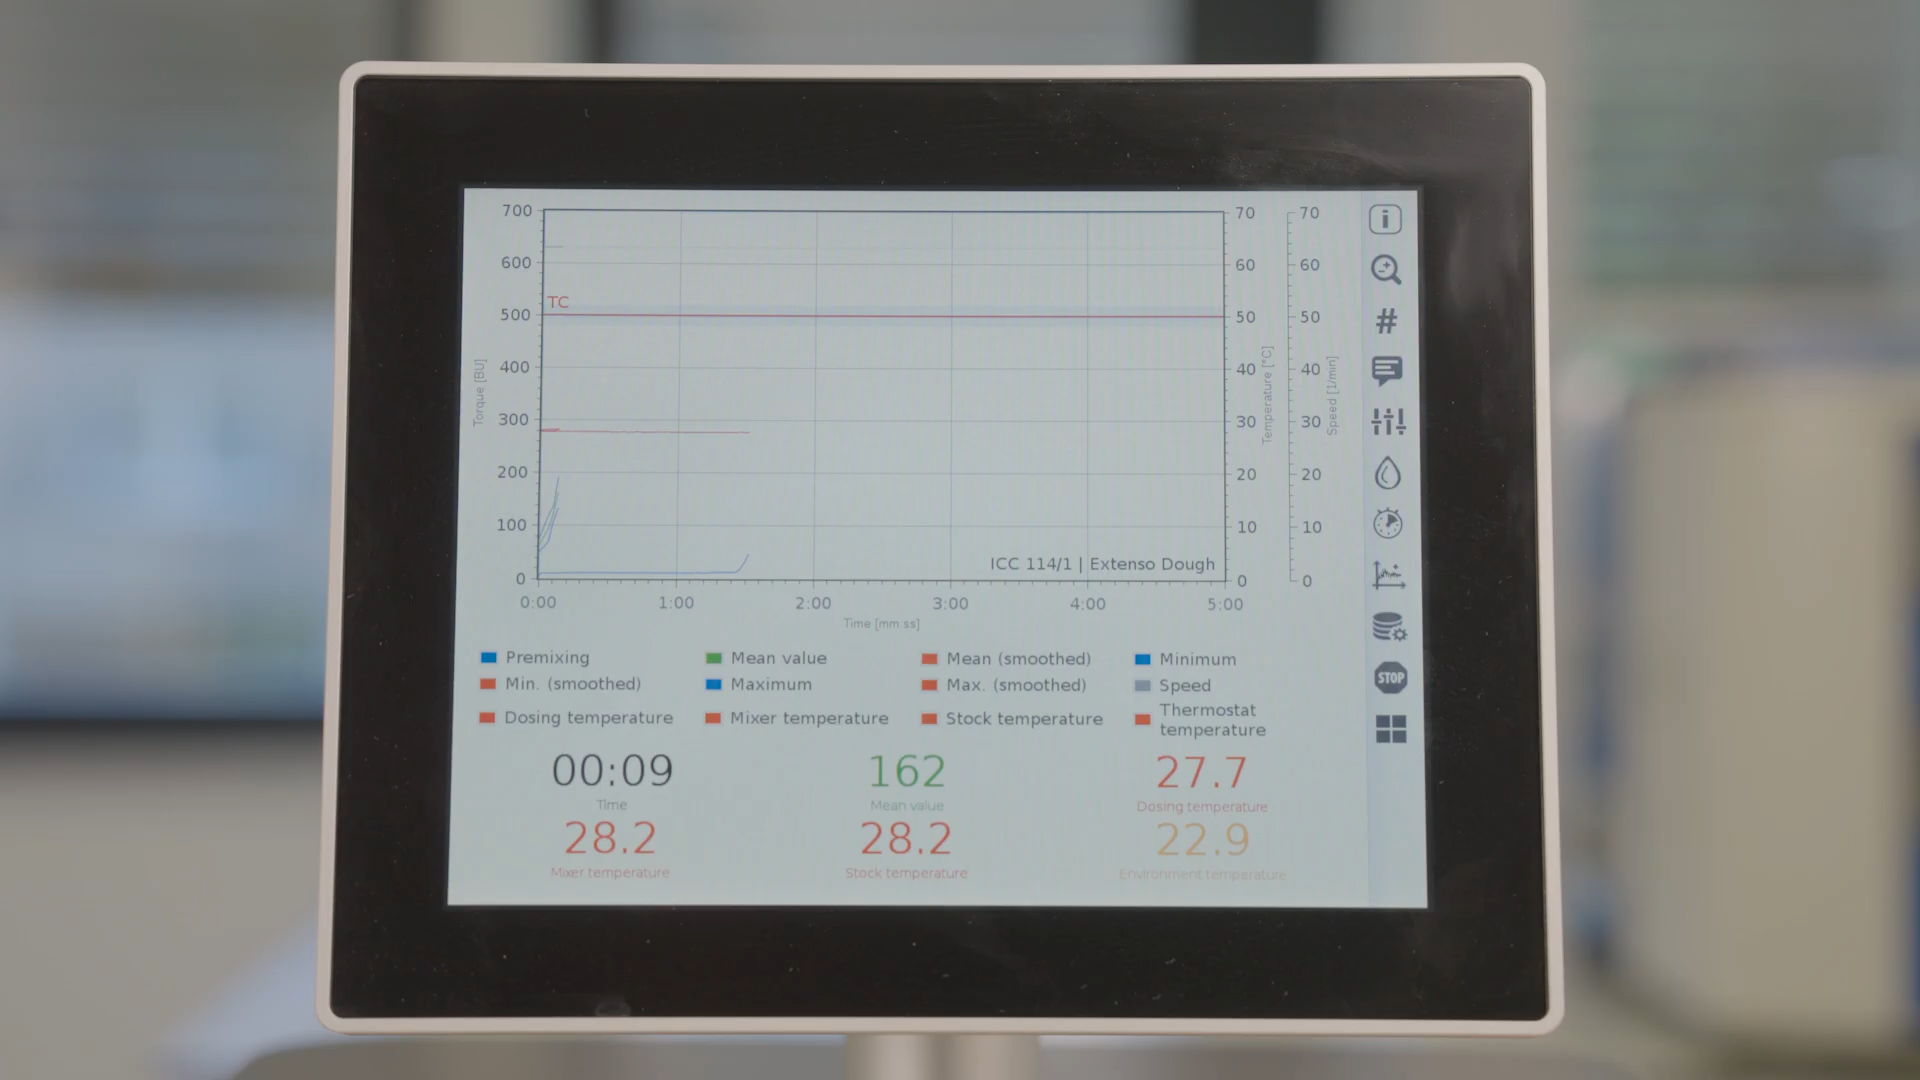 700
600
500
400
300
200
100
0
TC
Torque [BU]
70
60
50
40
30
20
10
0
Temperature [°C]
70
60
50
40
30
20
10
0
Speed [1/min]
ICC 114/1 | Extenso Dough
0:00 1:00 2:00 3:00 4:00 5:00
Time [mm:ss]
Premixing Mean value Mean (smoothed) Minimum
Min. (smoothed) Maximum Max. (smoothed) Speed
Dosing temperature Mixer temperature Stock temperature Thermostat
temperature
00:09 162 27.7
Time Mean value Dosing temperature
28.2 28.2 22.9
Mixer temperature Stock temperature Environment temperature
i
#
STOP